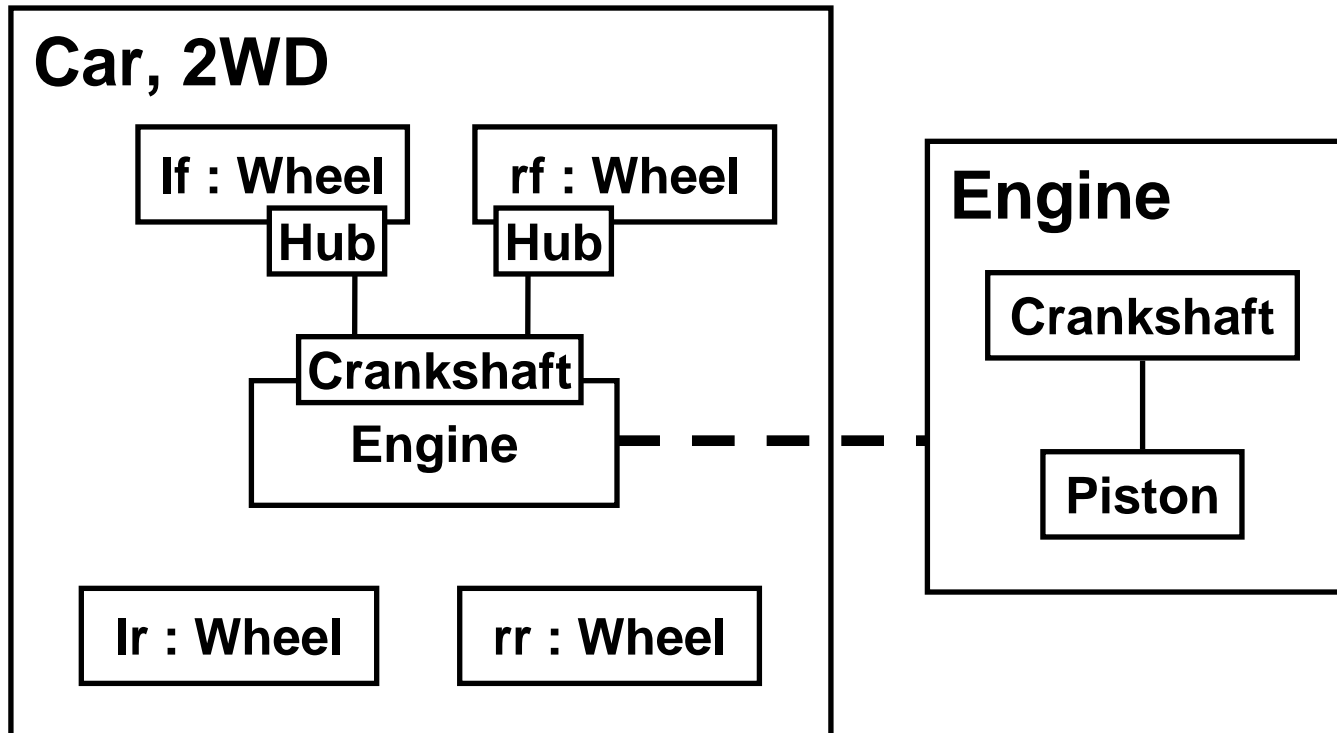 Car, 2WD
lf : Wheel
rf : Wheel
Hub
Hub
Crankshaft
Engine
lr : Wheel
rr : Wheel
Engine
Crankshaft
Piston